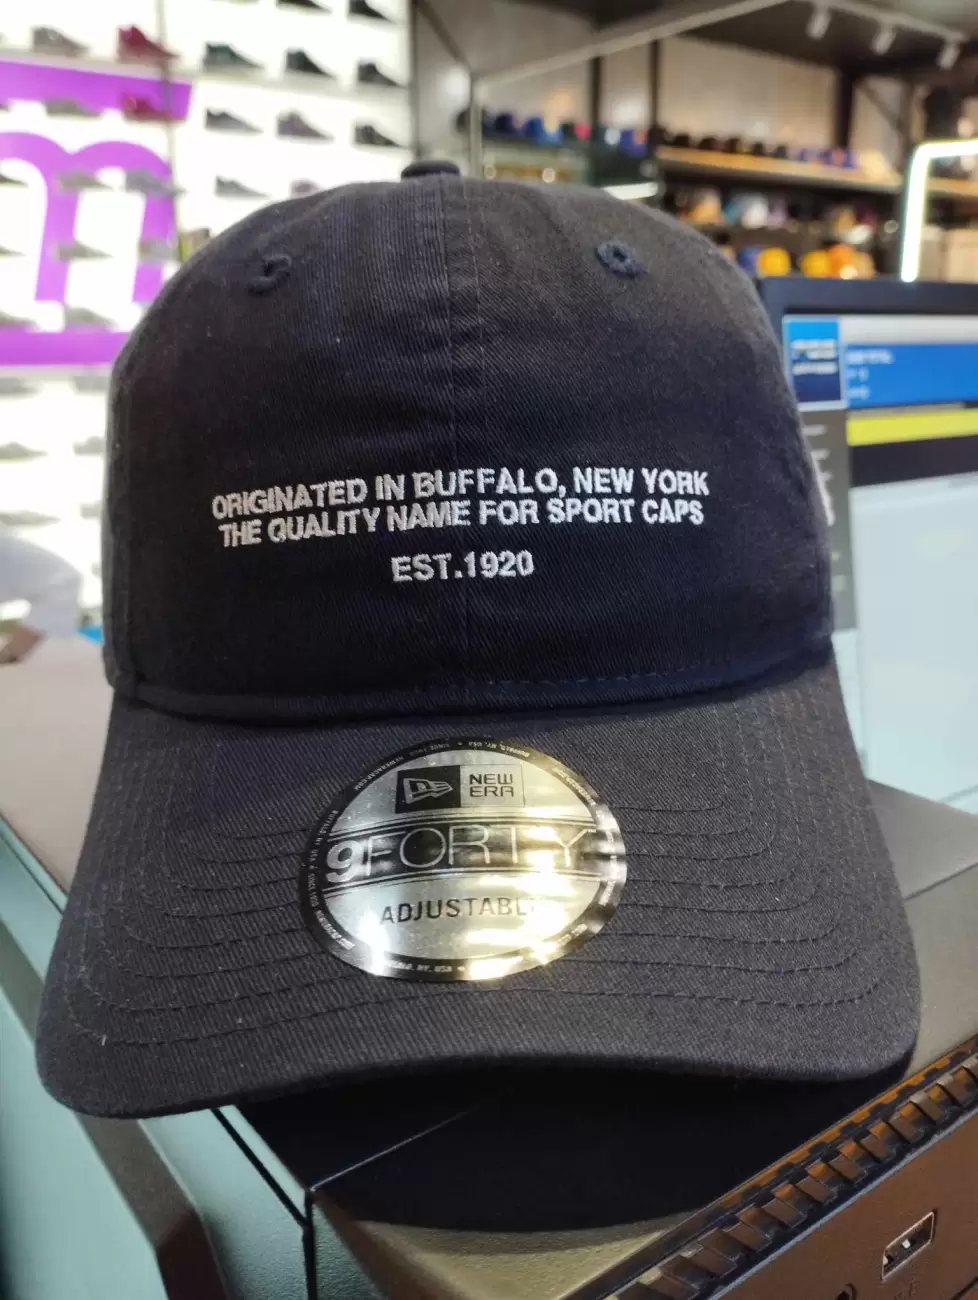 ORIGINATED IN BUFFALO, NEW YORK
THE QUALITY NAME FOR SPORT CAPS
EST.1920
NEW
ERA
9FORTY
ADJUSTABLE